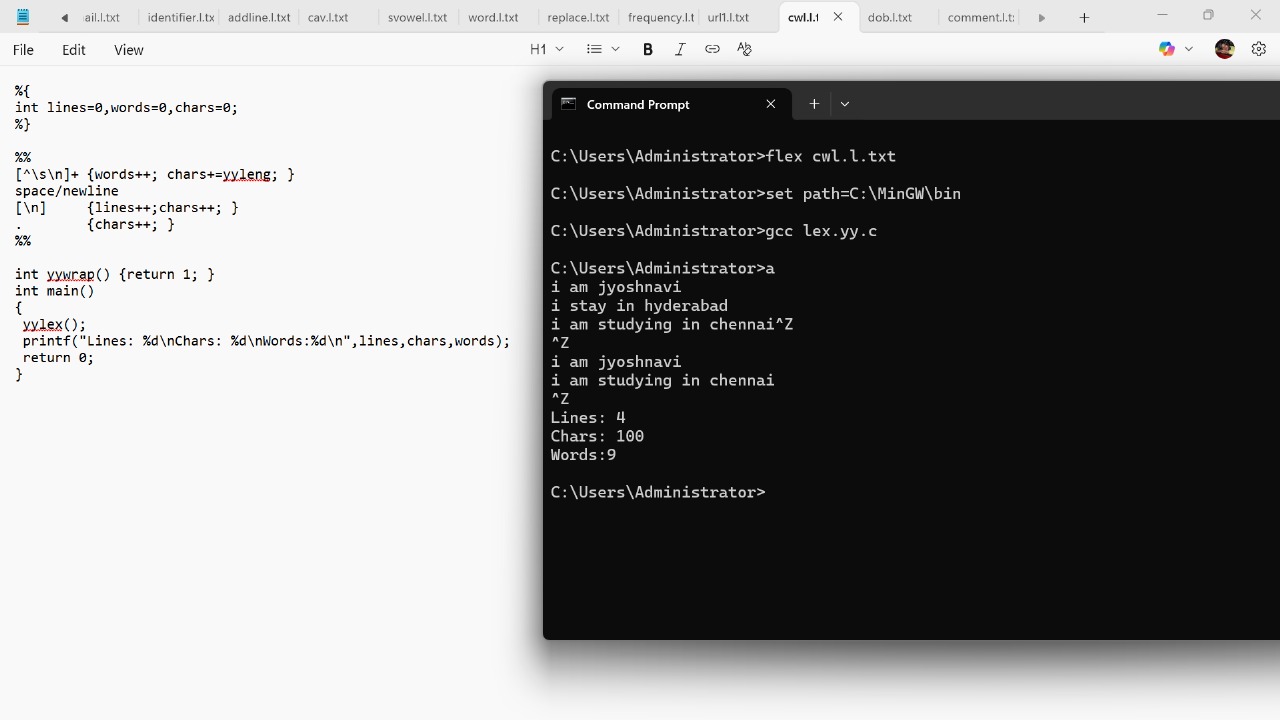 ail.l.txt identifier.l.tx addline.l.txt cav.l.txt svowel.l.txt word.l.txt replace.l.txt frequency.l.t url1.l.txt cwl.l.t dob.l.txt comment.l.t
File Edit View H1 B I
%{
int lines=0,words=0,chars=0;
%}
%%
[^\s\n]+ {words++; chars+=yyleng; }
space/newline
[\n]     {lines++;chars++; }
.        {chars++; }
%%
int yywrap() {return 1; }
int main()
{
 yylex();
 printf("Lines: %d\nChars: %d\nWords:%d\n",lines,chars,words);
 return 0;
}
Command Prompt
C:\Users\Administrator>flex cwl.l.txt
C:\Users\Administrator>set path=C:\MinGW\bin
C:\Users\Administrator>gcc lex.yy.c
C:\Users\Administrator>a
i am jyoshnavi
i stay in hyderabad
i am studying in chennai^Z
^Z
i am jyoshnavi
i am studying in chennai
^Z
Lines: 4
Chars: 100
Words:9
C:\Users\Administrator>